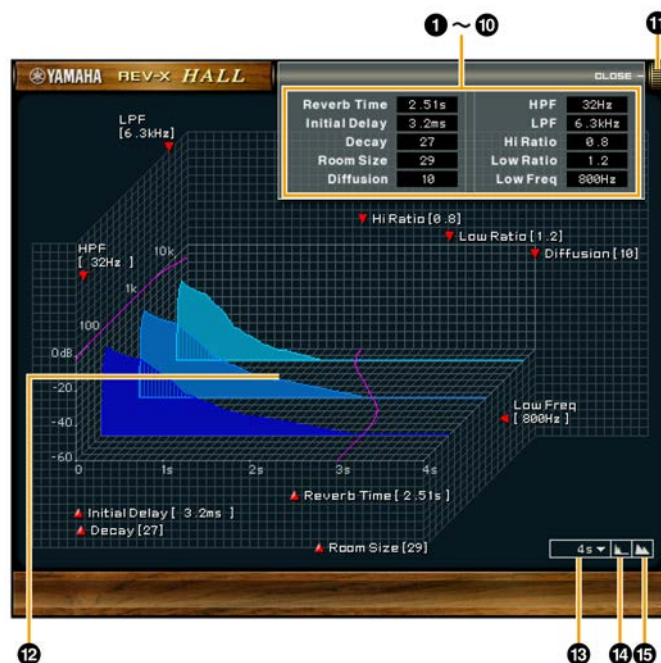 ❶ ~ ❿
⓫
YAMAHA REV-X HALL
CLOSE
Reverb Time 2.51s HPF 32Hz
Initial Delay 3.2ms LPF 6.3kHz
Decay 27 Hi Ratio 0.8
Room Size 29 Low Ratio 1.2
Diffusion 10 Low Freq 800Hz
LPF
[6.3kHz]
Hi Ratio [0.8]
Low Ratio [1.2]
Diffusion [10]
HPF
[ 32Hz ]
10k
1k
100
0dB
-20
-40
-60
0 1s 2s 3s 4s
Low Freq
[ 800Hz ]
Reverb Time [ 2.51s ]
Initial Delay [ 3.2ms ]
Decay [27]
Room Size [29]
4s
⓬ ⓭ ⓮ ⓯